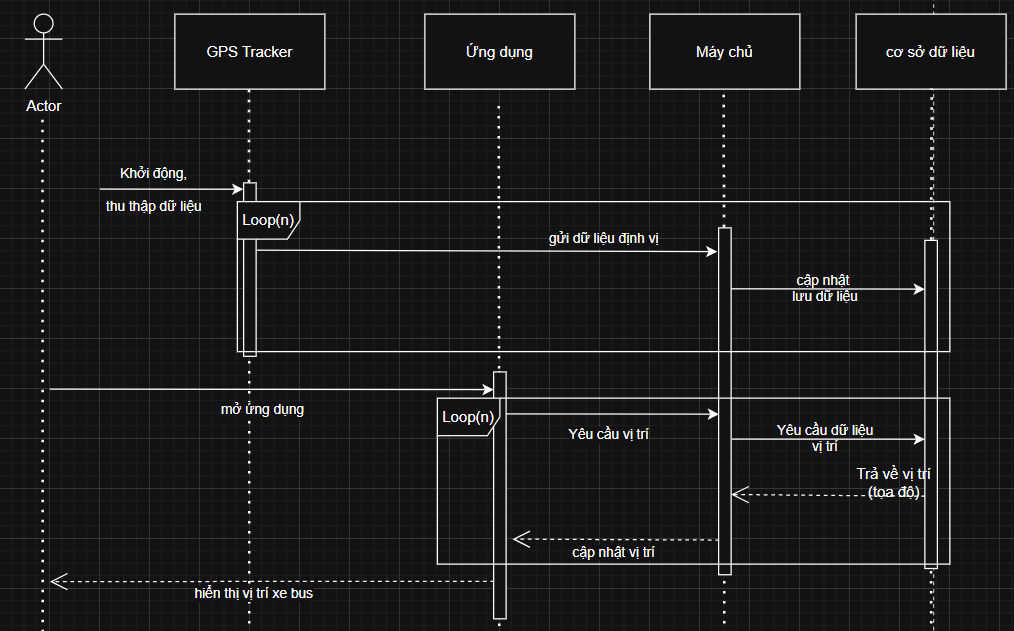 GPS Tracker
Ứng dụng
Máy chủ
cơ sở dữ liệu
Actor
Khởi động,
thu thập dữ liệu
Loop(n)
gửi dữ liệu định vị
cập nhật
lưu dữ liệu
mở ứng dụng
Loop(n)
Yêu cầu vị trí
Yêu cầu dữ liệu
vị trí
Trả về vị trí
(tọa độ)
cập nhật vị trí
hiển thị vị trí xe bus